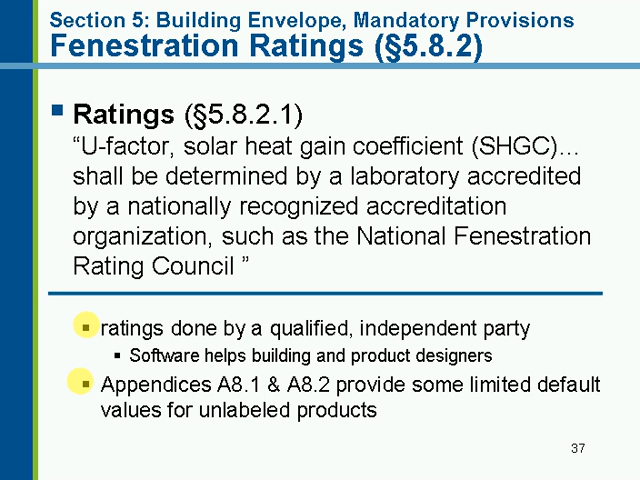 Section 5: Building Envelope, Mandatory Provisions
Fenestration Ratings (§5.8.2)
▪ Ratings (§5.8.2.1)
“U-factor, solar heat gain coefficient (SHGC)…
shall be determined by a laboratory accredited
by a nationally recognized accreditation
organization, such as the National Fenestration
Rating Council ”
▪ ratings done by a qualified, independent party
▪ Software helps building and product designers
▪ Appendices A8.1 & A8.2 provide some limited default
values for unlabeled products
37